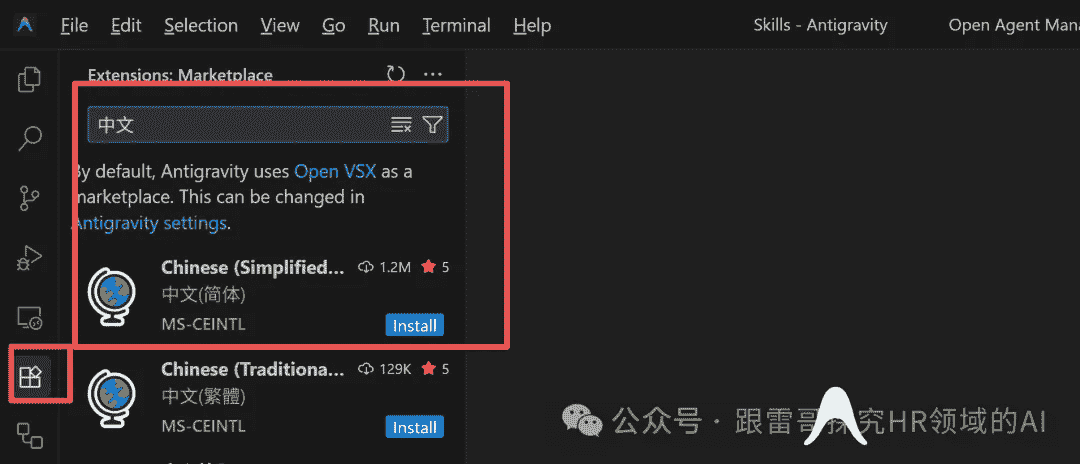 File Edit Selection View Go Run Terminal Help Skills - Antigravity Open Agent Mana
Extensions: Marketplace
中文
By default, Antigravity uses Open VSX as a
marketplace. This can be changed in
Antigravity settings.
Chinese (Simplified... 1.2M 5
中文(简体)
MS-CEINTL
Install
Chinese (Traditiona... 129K 5
中文(繁體)
MS-CEINTL
Install
公众号 · 跟雷哥探究HR领域的AI